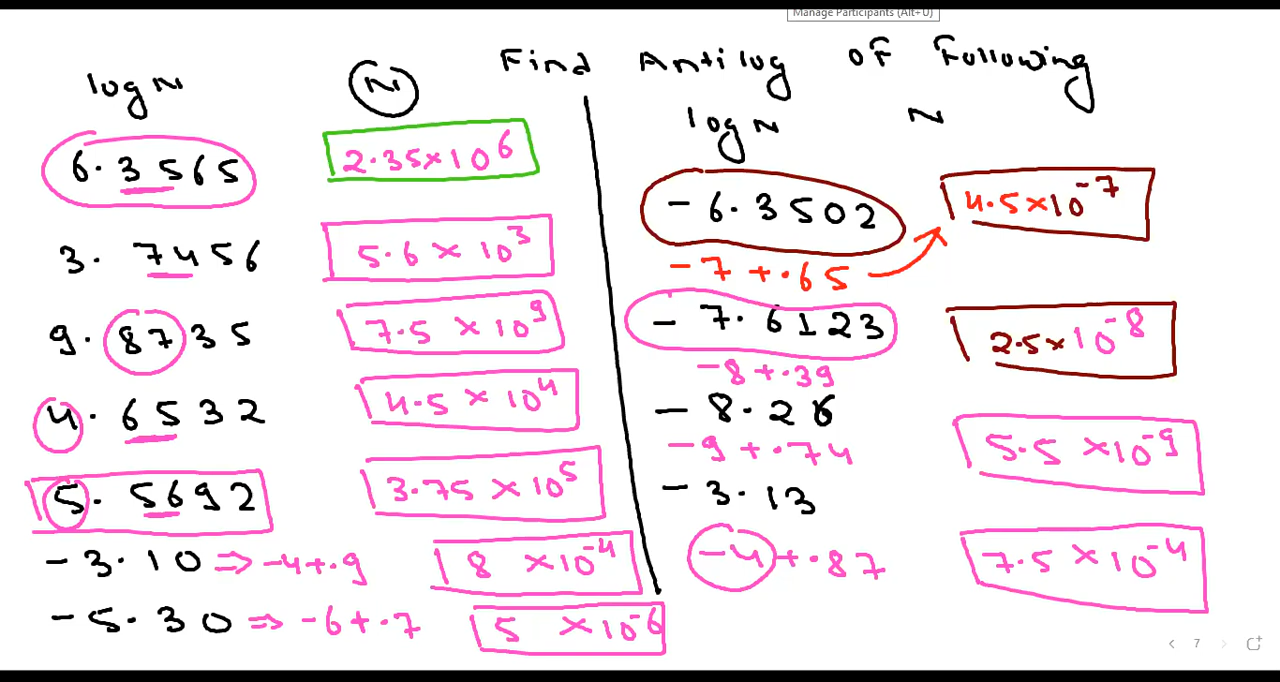 Manage Participants (Alt+U)
Find Antilog of Following
log N N
6.3565 2.35×10^6
3.7456 5.6 × 10^3
9.8735 7.5 × 10^9
4.6532 4.5 × 10^4
5.5692 3.75 × 10^5
-3.10 ⇒ -4+.9 8 ×10^-4
-5.30 ⇒ -6+.7 5 ×10^-6
log N N
-6.3502 4.5×10^-7
-7+.65
-7.6123 2.5×10^-8
-8+.39
-8.26
-9+.74 5.5 ×10^-9
-3.13
-4+.87 7.5 ×10^-4
7